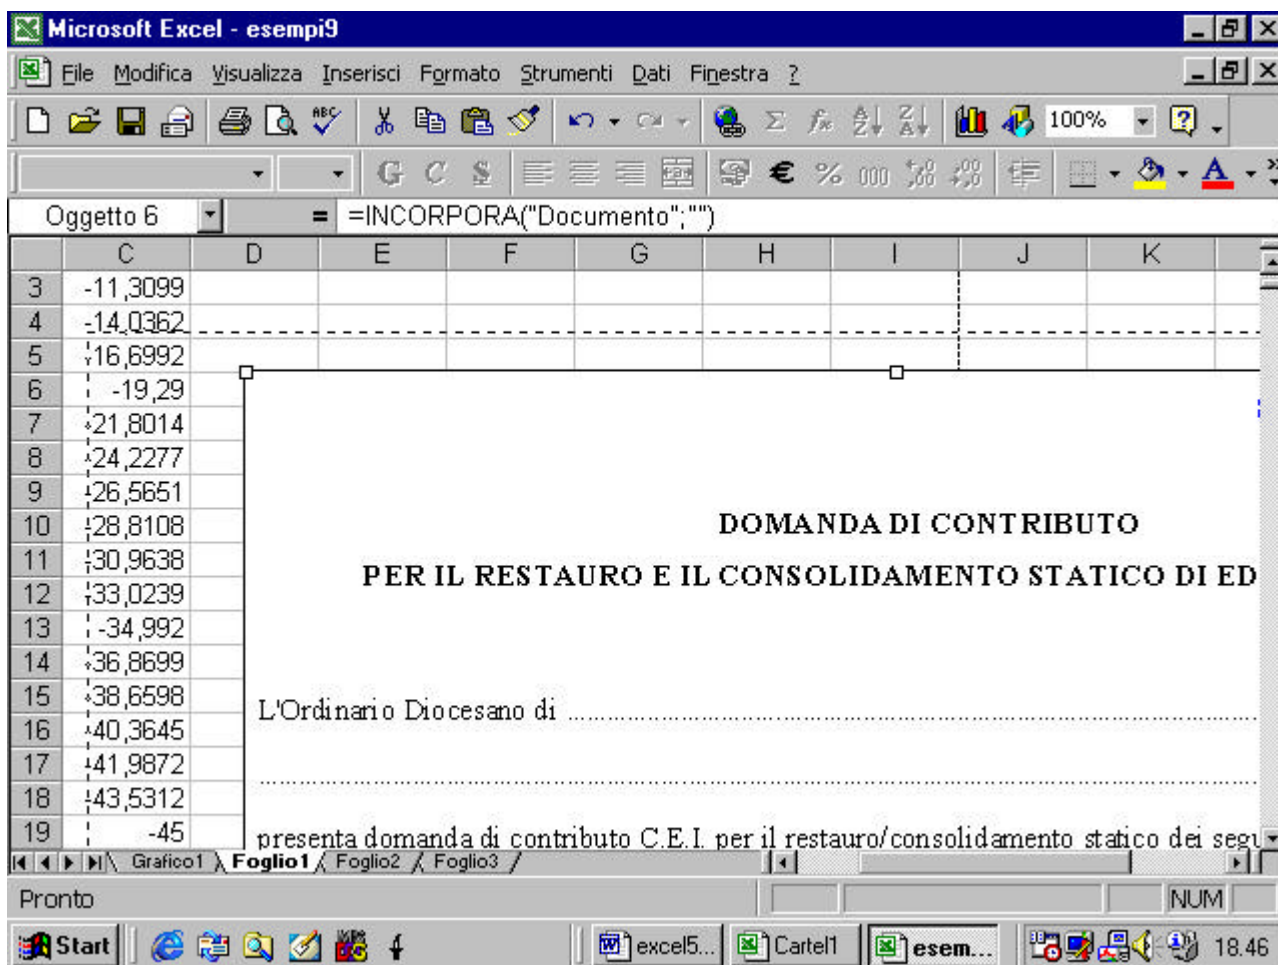 Microsoft Excel - esempi9
File Modifica Visualizza Inserisci Formato Strumenti Dati Finestra ?
ABC Σ fx A Z Z A 100% ?
G C S € % 000 A
Oggetto 6 = =INCORPORA("Documento";"")
C D E F G H I J K
3 -11,3099
4 -14,0362
5 -16,6992
6 -19,29
7 -21,8014
8 -24,2277
9 -26,5651
10 -28,8108
11 -30,9638
12 -33,0239
13 -34,992
14 -36,8699
15 -38,6598
16 -40,3645
17 -41,9872
18 -43,5312
19 -45
DOMANDA DI CONTRIBUTO
PER IL RESTAURO E IL CONSOLIDAMENTO STATICO DI ED
L'Ordinario Diocesano di ..............................
..............................
presenta domanda di contributo C.E.I. per il restauro/consolidamento statico dei segu
Grafico1 Foglio1 Foglio2 Foglio3
Pronto NUM
Start excel5... Cartel1 esem... 18.46